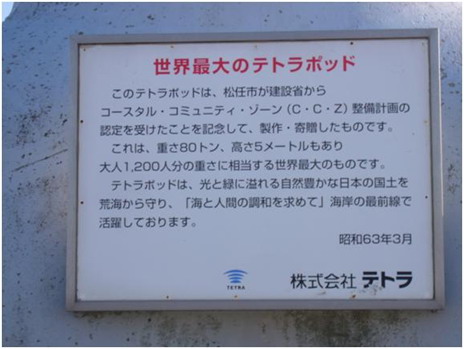 世界最大のテトラポッド
このテトラポッドは、松任市が建設省から
コースタル・コミュニティ・ゾーン(C・C・Z)整備計画の
認定を受けたことを記念して、製作・寄贈したものです。
これは、重さ80トン、高さ5メートルもあり
大人1,200人分の重さに相当する世界最大のものです。
テトラポッドは、光と緑に溢れる自然豊かな日本の国土を
荒海から守り、「海と人間の調和を求めて」海岸の最前線で
活躍しております。
昭和63年3月
TETRA
株式会社 テトラ